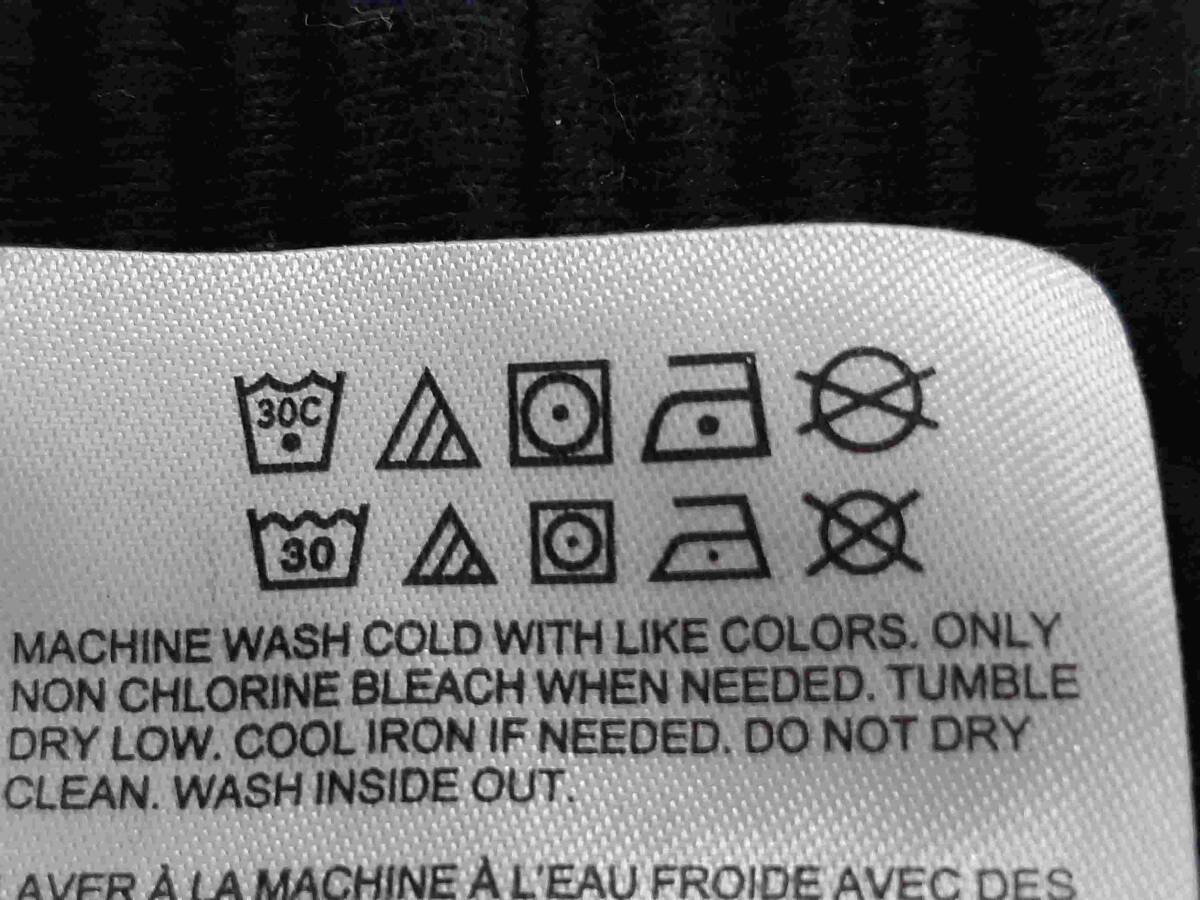 30C
30
MACHINE WASH COLD WITH LIKE COLORS. ONLY
NON CHLORINE BLEACH WHEN NEEDED. TUMBLE
DRY LOW. COOL IRON IF NEEDED. DO NOT DRY
CLEAN. WASH INSIDE OUT.
AVER À LA MACHINE À L'EAU FROIDE AVEC DES